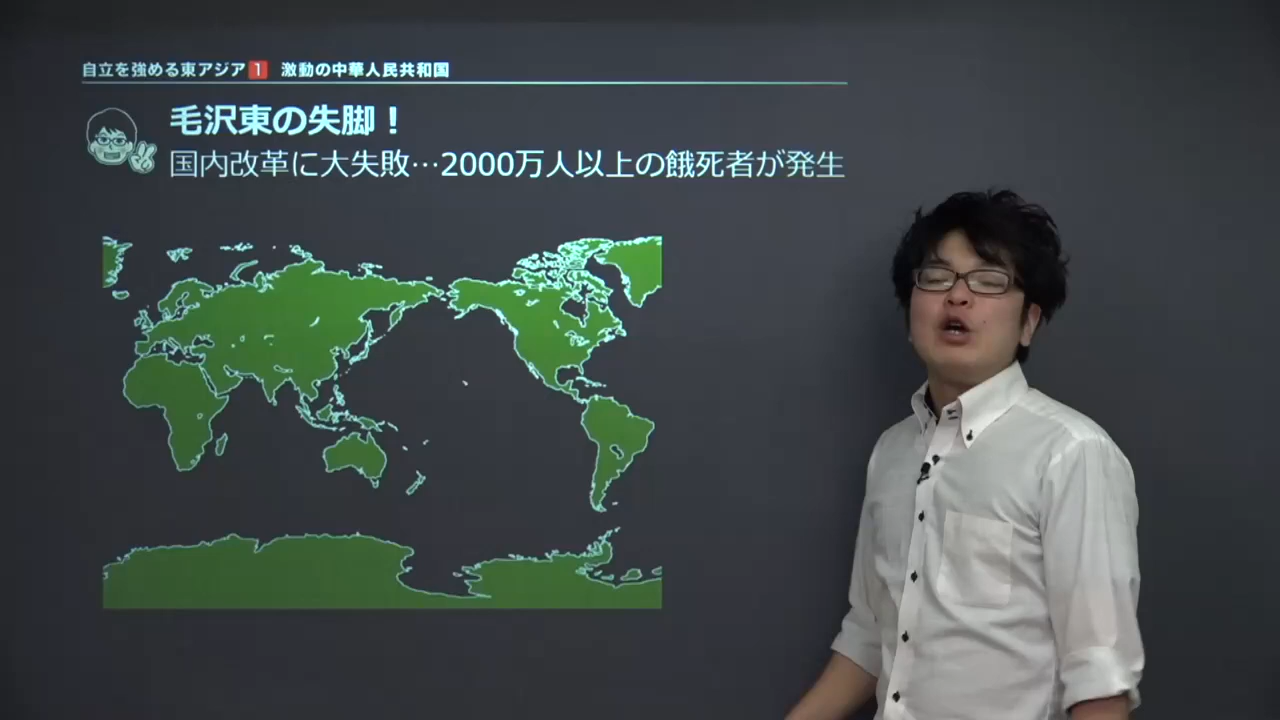 自立を強める東アジア1 激動の中華人民共和国
毛沢東の失脚!
国内改革に大失敗…2000万人以上の餓死者が発生